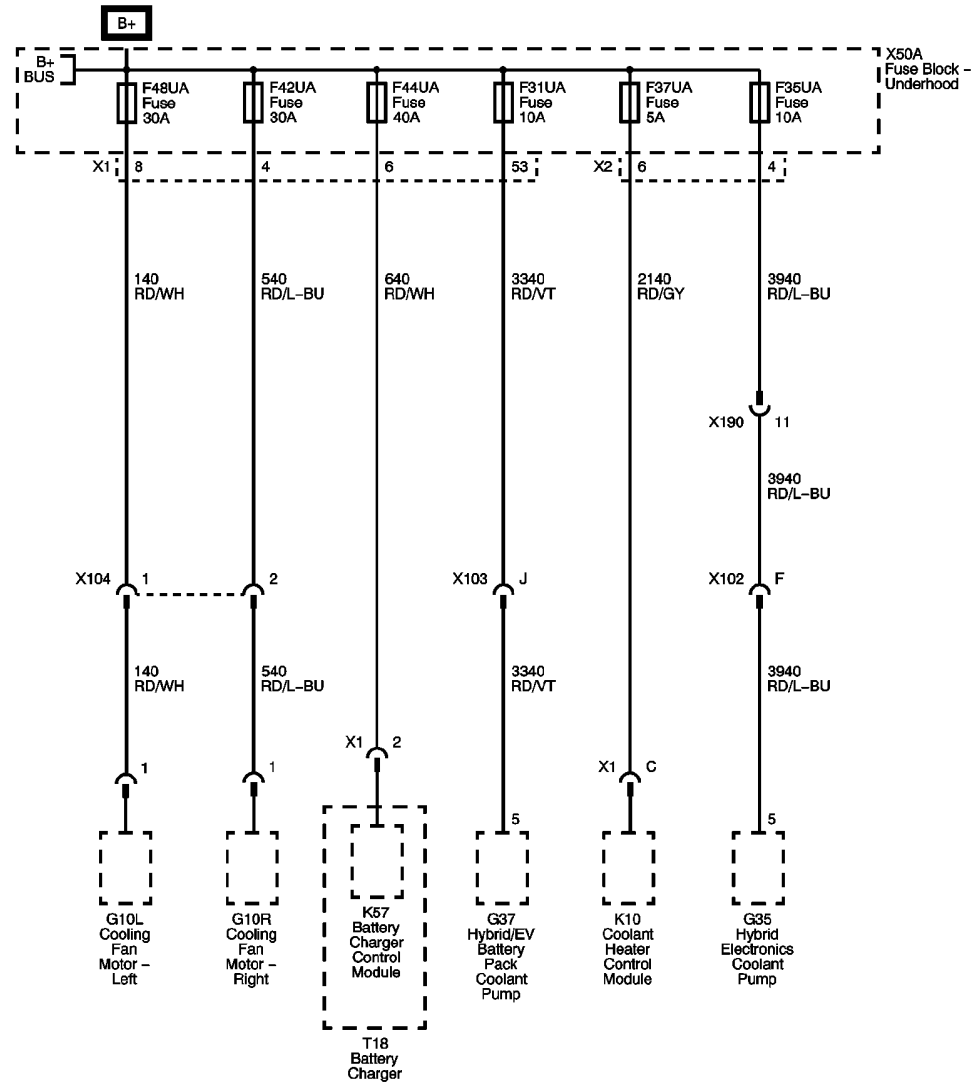 B+
B+
BUS
X50A
Fuse Block –
Underhood
F48UA
Fuse
30A
F42UA
Fuse
30A
F44UA
Fuse
40A
F31UA
Fuse
10A
F37UA
Fuse
5A
F35UA
Fuse
10A
X1 8 4 6 53 X2 6 4
140
RD/WH
540
RD/L–BU
640
RD/WH
3340
RD/VT
2140
RD/GY
3940
RD/L–BU
X190 11
3940
RD/L–BU
X104 1 2 X103 J X102 F
140
RD/WH
540
RD/L–BU
3340
RD/VT
3940
RD/L–BU
X1 2
1 1 X1 C
5 5
G10L
Cooling
Fan
Motor –
Left
G10R
Cooling
Fan
Motor –
Right
K57
Battery
Charger
Control
Module
G37
Hybrid/EV
Battery
Pack
Coolant
Pump
K10
Coolant
Heater
Control
Module
G35
Hybrid
Electronics
Coolant
Pump
T18
Battery
Charger